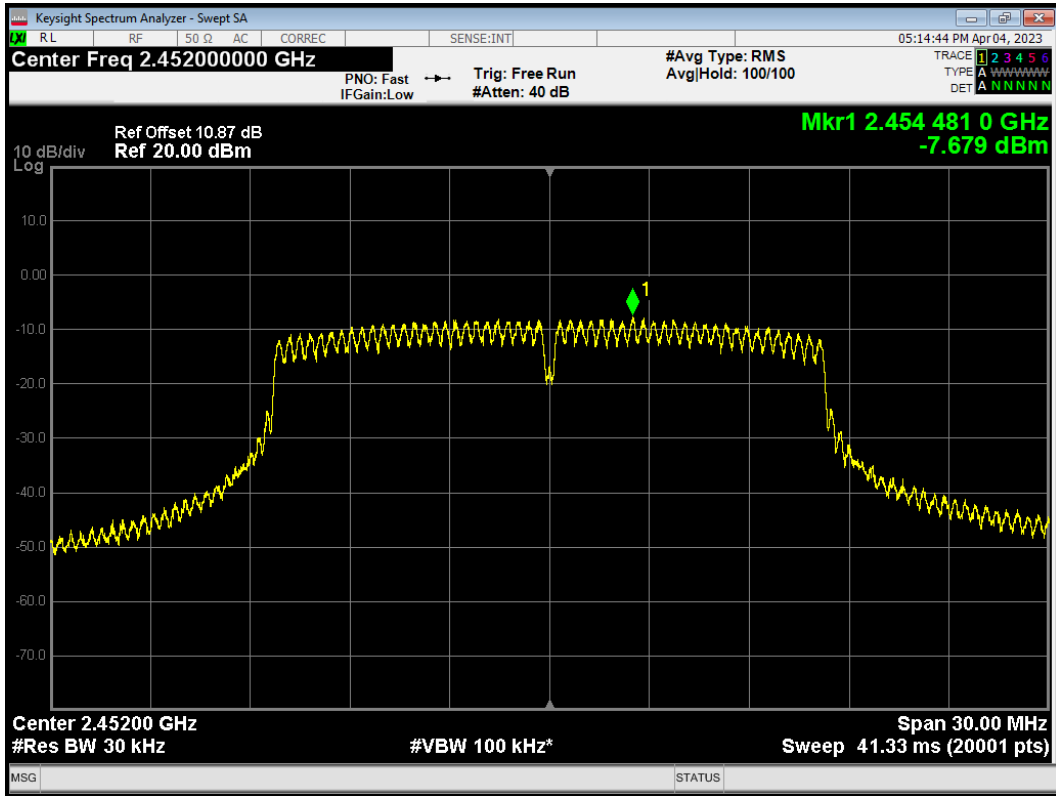 Keysight Spectrum Analyzer - Swept SA
LXI RL RF 50 Ω AC CORREC SENSE:INT 05:14:44 PM Apr 04, 2023
Center Freq 2.452000000 GHz #Avg Type: RMS TRACE 1 2 3 4 5 6
PNO: Fast Trig: Free Run Avg|Hold: 100/100 TYPE A WWWWW
IFGain:Low #Atten: 40 dB DET A N N N N N
Mkr1 2.454 481 0 GHz
Ref Offset 10.87 dB
10 dB/div Ref 20.00 dBm -7.679 dBm
Log
10.0
0.00
1
-10.0
-20.0
-30.0
-40.0
-50.0
-60.0
-70.0
Center 2.45200 GHz Span 30.00 MHz
#Res BW 30 kHz #VBW 100 kHz* Sweep 41.33 ms (20001 pts)
MSG STATUS